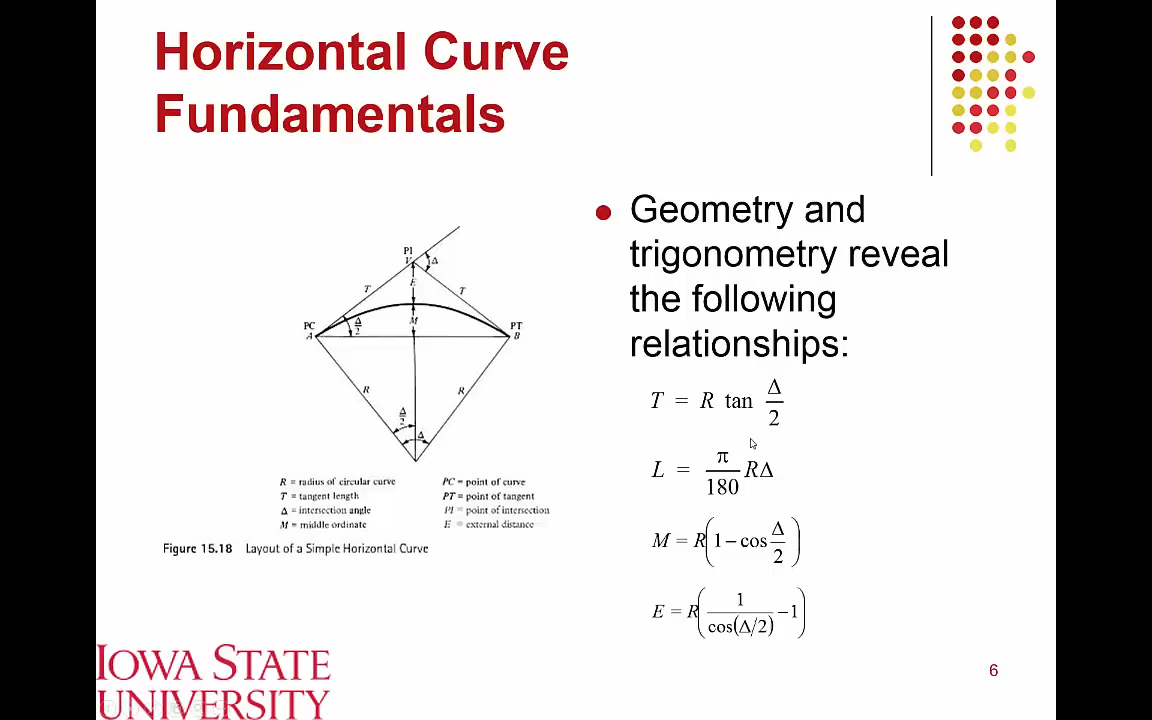 Horizontal Curve
Fundamentals
Geometry and
trigonometry reveal
the following
relationships:
PI
V
Δ
E
T
T
PC
A
Δ/2
M
PT
B
R
R
Δ/2
Δ
R = radius of circular curve
T = tangent length
Δ = intersection angle
M = middle ordinate
PC = point of curve
PT = point of tangent
PI = point of intersection
E = external distance
Figure 15.18 Layout of a Simple Horizontal Curve
T = R tan Δ/2
L = π/180 RΔ
M = R(1 − cos Δ/2)
E = R(1/cos(Δ/2) − 1)
IOWA STATE
UNIVERSITY
6